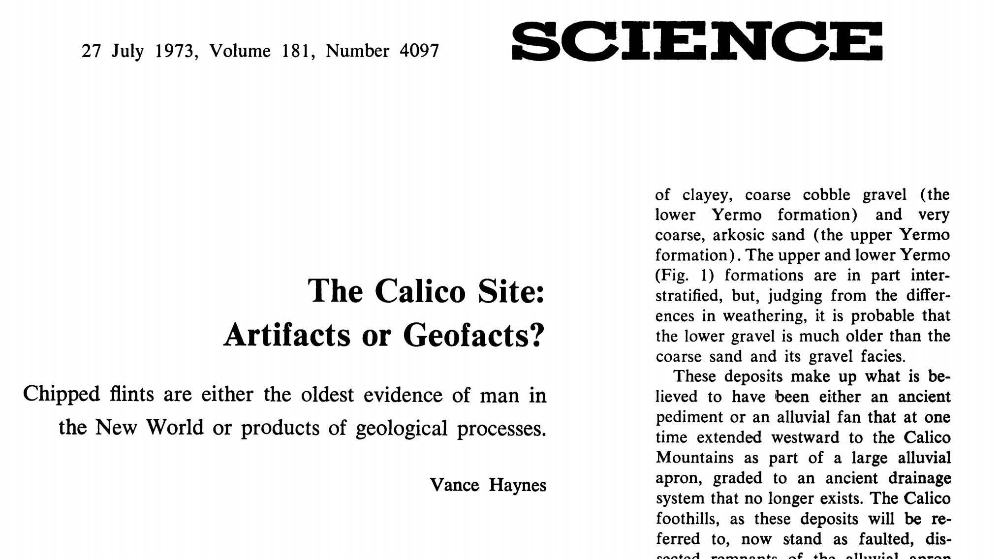 27 July 1973, Volume 181, Number 4097
SCIENCE
The Calico Site:
Artifacts or Geofacts?
Chipped flints are either the oldest evidence of man in
the New World or products of geological processes.
Vance Haynes
of clayey, coarse cobble gravel (the
lower Yermo formation) and very
coarse, arkosic sand (the upper Yermo
formation). The upper and lower Yermo
(Fig. 1) formations are in part inter-
stratified, but, judging from the differ-
ences in weathering, it is probable that
the lower gravel is much older than the
coarse sand and its gravel facies.
These deposits make up what is be-
lieved to have been either an ancient
pediment or an alluvial fan that at one
time extended westward to the Calico
Mountains as part of a large alluvial
apron, graded to an ancient drainage
system that no longer exists. The Calico
foothills, as these deposits will be re-
ferred to, now stand as faulted, dis-
sected remnants of the alluvial apron